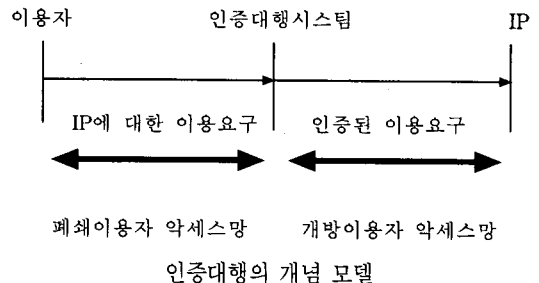 이용자 인증대행시스팀 IP
IP에 대한 이용요구 인증된 이용요구
폐쇄이용자 악세스망 개방이용자 악세스망
인증대행의 개념 모델